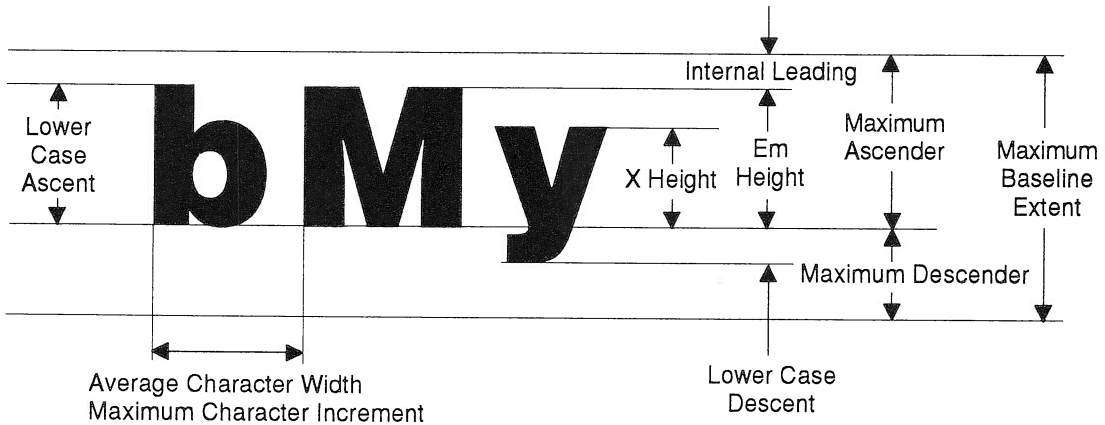 Internal Leading
Lower
Case
Ascent
bMy
X Height
Em
Height
Maximum
Ascender
Maximum
Baseline
Extent
Maximum Descender
Average Character Width
Maximum Character Increment
Lower Case
Descent